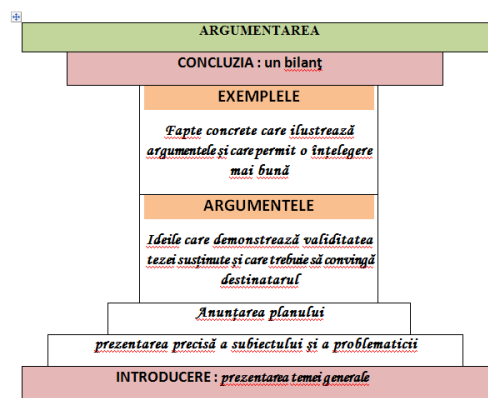 ARGUMENTAREA
CONCLUZIA : un bilanţ
EXEMPLELE
Fapte concrete care ilustrează
argumentele şi care permit o înţelegere
mai bună
ARGUMENTELE
Ideile care demonstrează validitatea
tezei susţinute şi care trebuie să convingă
destinatarul
Anunţarea planului
prezentarea precisă a subiectului şi a problematicii
INTRODUCERE : prezentarea temei generale